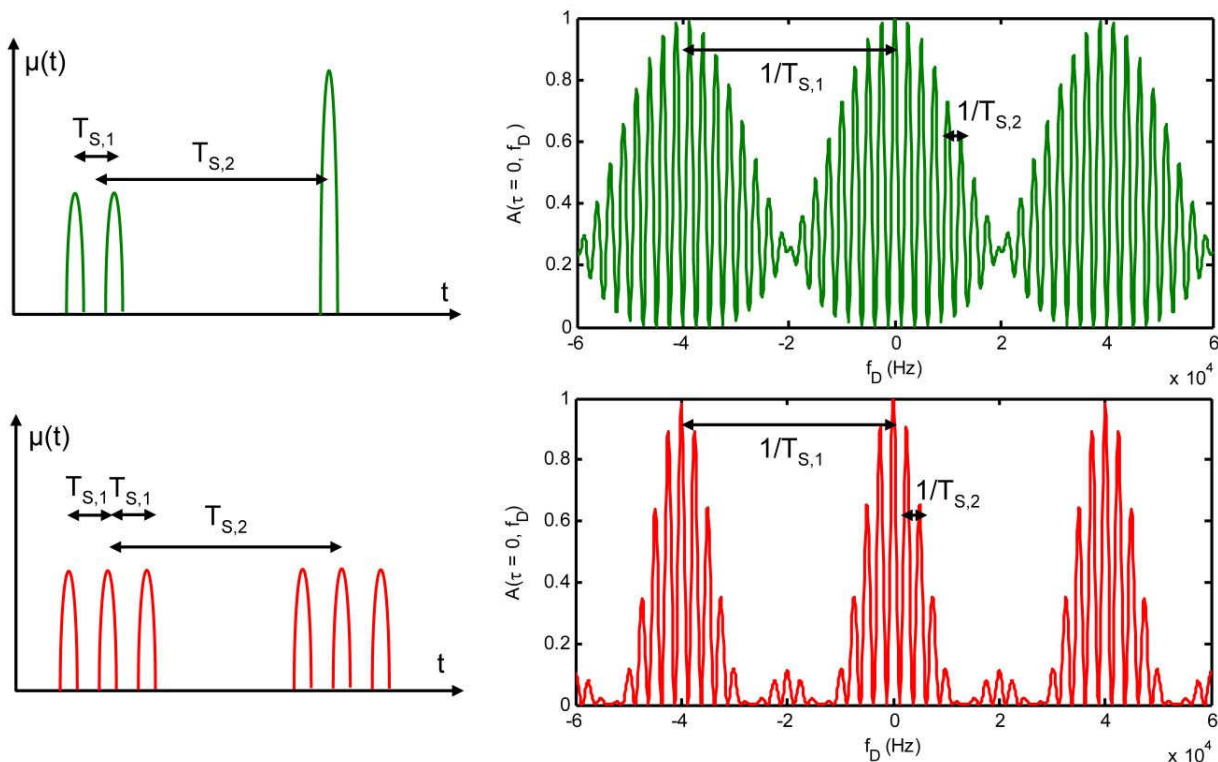 μ(t)
T_S,1
T_S,2
t
1
0.8
0.6
0.4
0.2
0
A(τ = 0, f_D)
1/T_S,1
1/T_S,2
-6 -4 -2 0 2 4 6
f_D (Hz)
x 10^4
μ(t)
T_S,1 T_S,1
T_S,2
t
1
0.8
0.6
0.4
0.2
0
A(τ = 0, f_D)
1/T_S,1
1/T_S,2
-6 -4 -2 0 2 4 6
f_D (Hz)
x 10^4